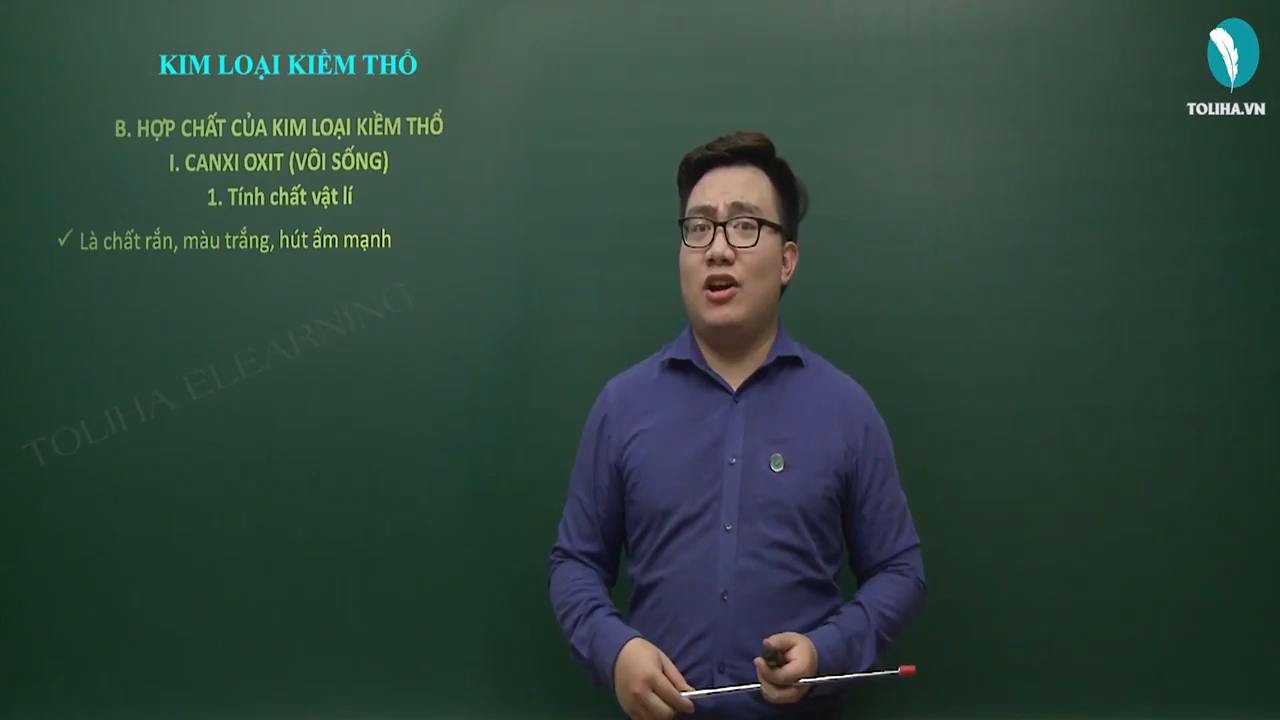 KIM LOẠI KIỀM THỔ
B. HỢP CHẤT CỦA KIM LOẠI KIỀM THỔ
I. CANXI OXIT (VÔI SỐNG)
1. Tính chất vật lí
✓ Là chất rắn, màu trắng, hút ẩm mạnh
TOLIHA ELEARNING
TOLIHA.VN